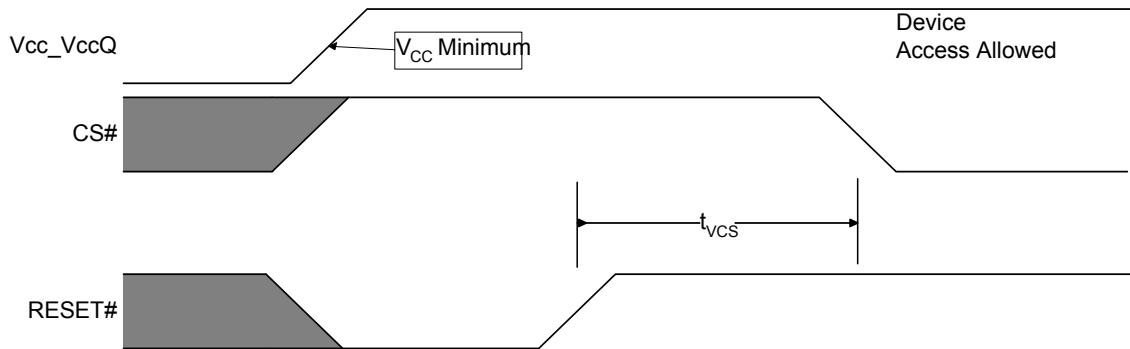 Vcc_VccQ
VCC Minimum
Device
Access Allowed
CS#
tVCS
RESET#